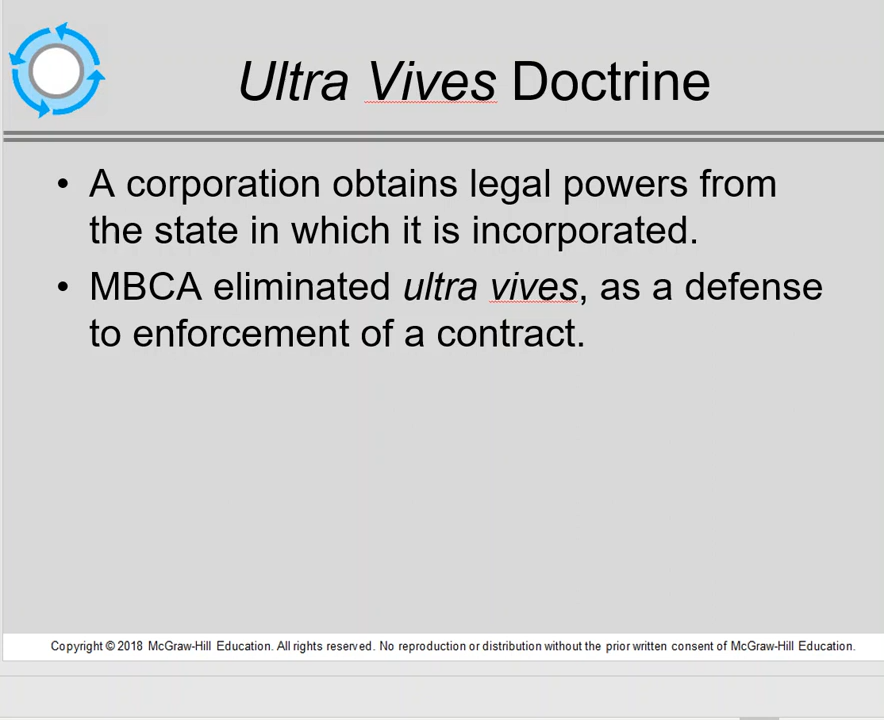 Ultra Vives Doctrine
• A corporation obtains legal powers from
the state in which it is incorporated.
• MBCA eliminated ultra vives, as a defense
to enforcement of a contract.
Copyright © 2018 McGraw-Hill Education. All rights reserved. No reproduction or distribution without the prior written consent of McGraw-Hill Education.